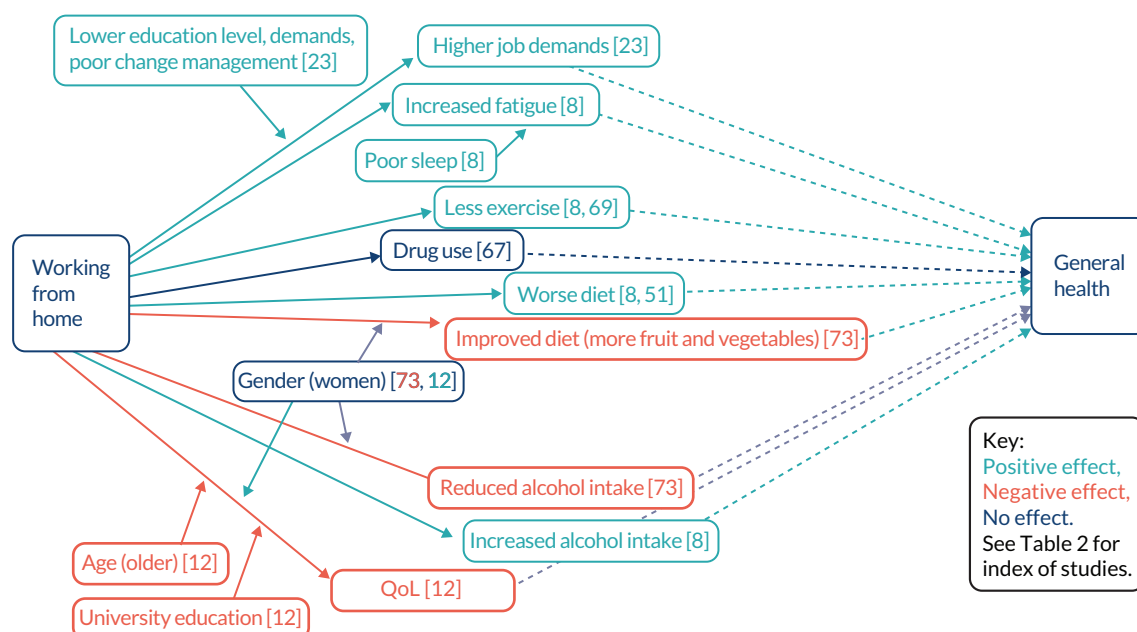 Lower education level, demands,
poor change management [23]
Higher job demands [23]
Increased fatigue [8]
Poor sleep [8]
Less exercise [8, 69]
Drug use [67]
Working
from
home
General
health
Worse diet [8, 51]
Improved diet (more fruit and vegetables) [73]
Gender (women) [73, 12]
Key:
Positive effect,
Negative effect,
No effect.
See Table 2 for
index of studies.
Reduced alcohol intake [73]
Increased alcohol intake [8]
Age (older) [12]
QoL [12]
University education [12]